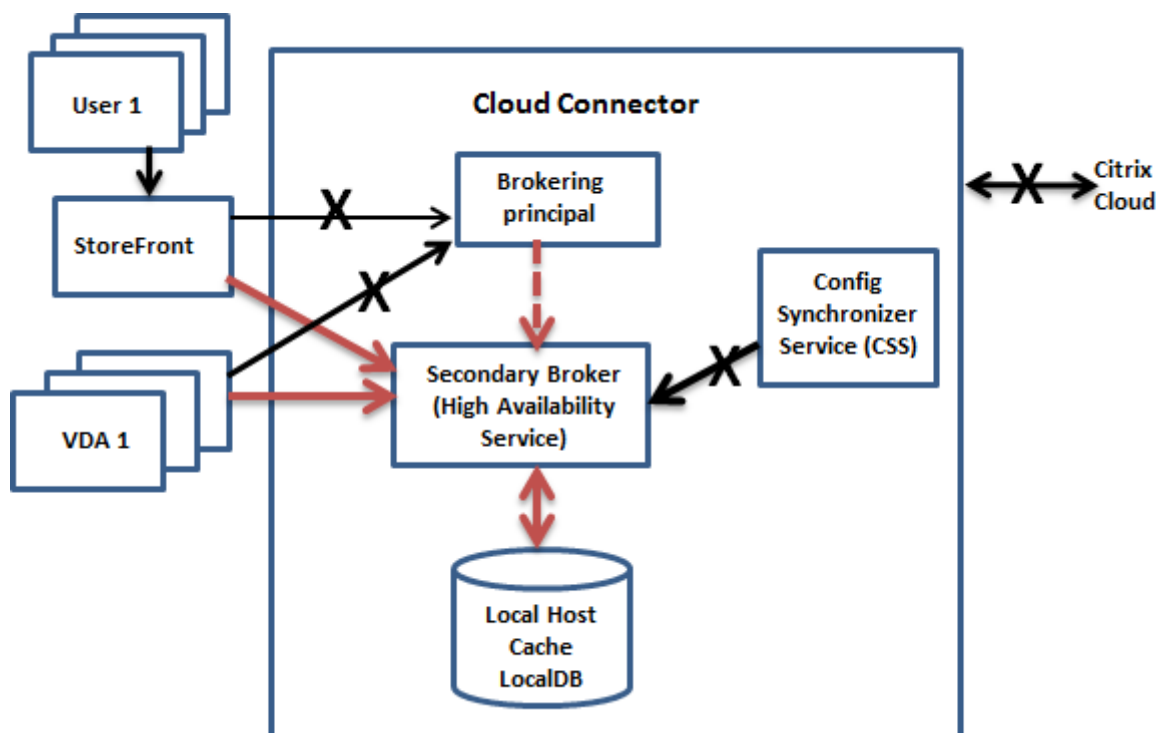 User 1
Cloud Connector
Brokering
principal
X
X
Citrix
Cloud
StoreFront
X
Config
Synchronizer
Service (CSS)
X
Secondary Broker
(High Availability
Service)
VDA 1
Local Host
Cache
LocalDB